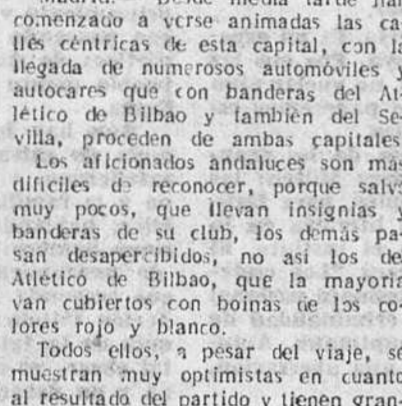 Madrid. Desde media tarde han
comenzado a verse animadas las ca-
lles céntricas de esta capital, con la
llegada de numerosos automóviles y
autocares que con banderas del At-
lético de Bilbao y también del Se-
villa, proceden de ambas capitales
Los aficionados andaluces son más
difíciles de reconocer, porque salvo
muy pocos, que llevan insignias y
banderas de su club, los demás pa-
san desapercibidos, no así los del
Atlético de Bilbao, que la mayoría
van cubiertos con boinas de los co-
lores rojo y blanco.
Todos ellos, a pesar del viaje, se
muestran muy optimistas en cuanto
al resultado del partido y tienen gran-